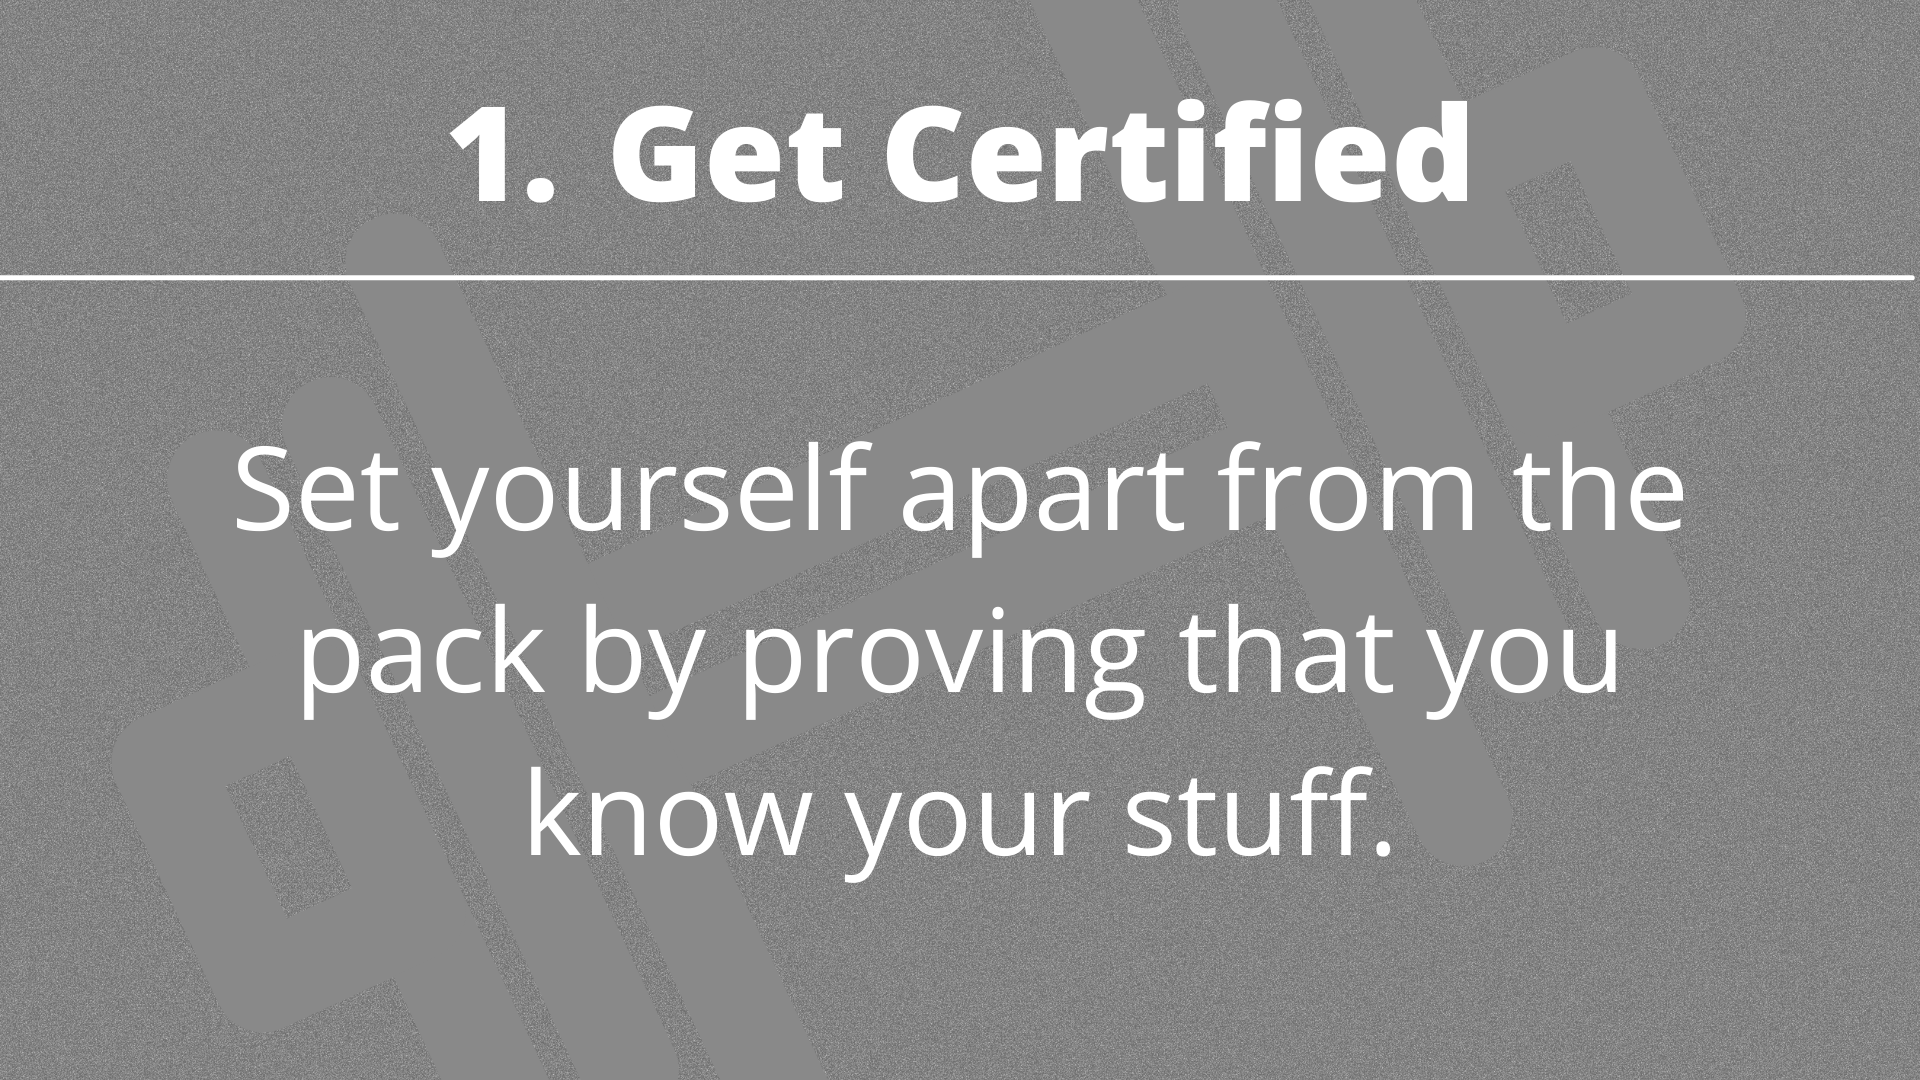 1. Get Certified
Set yourself apart from the
pack by proving that you
know your stuff.